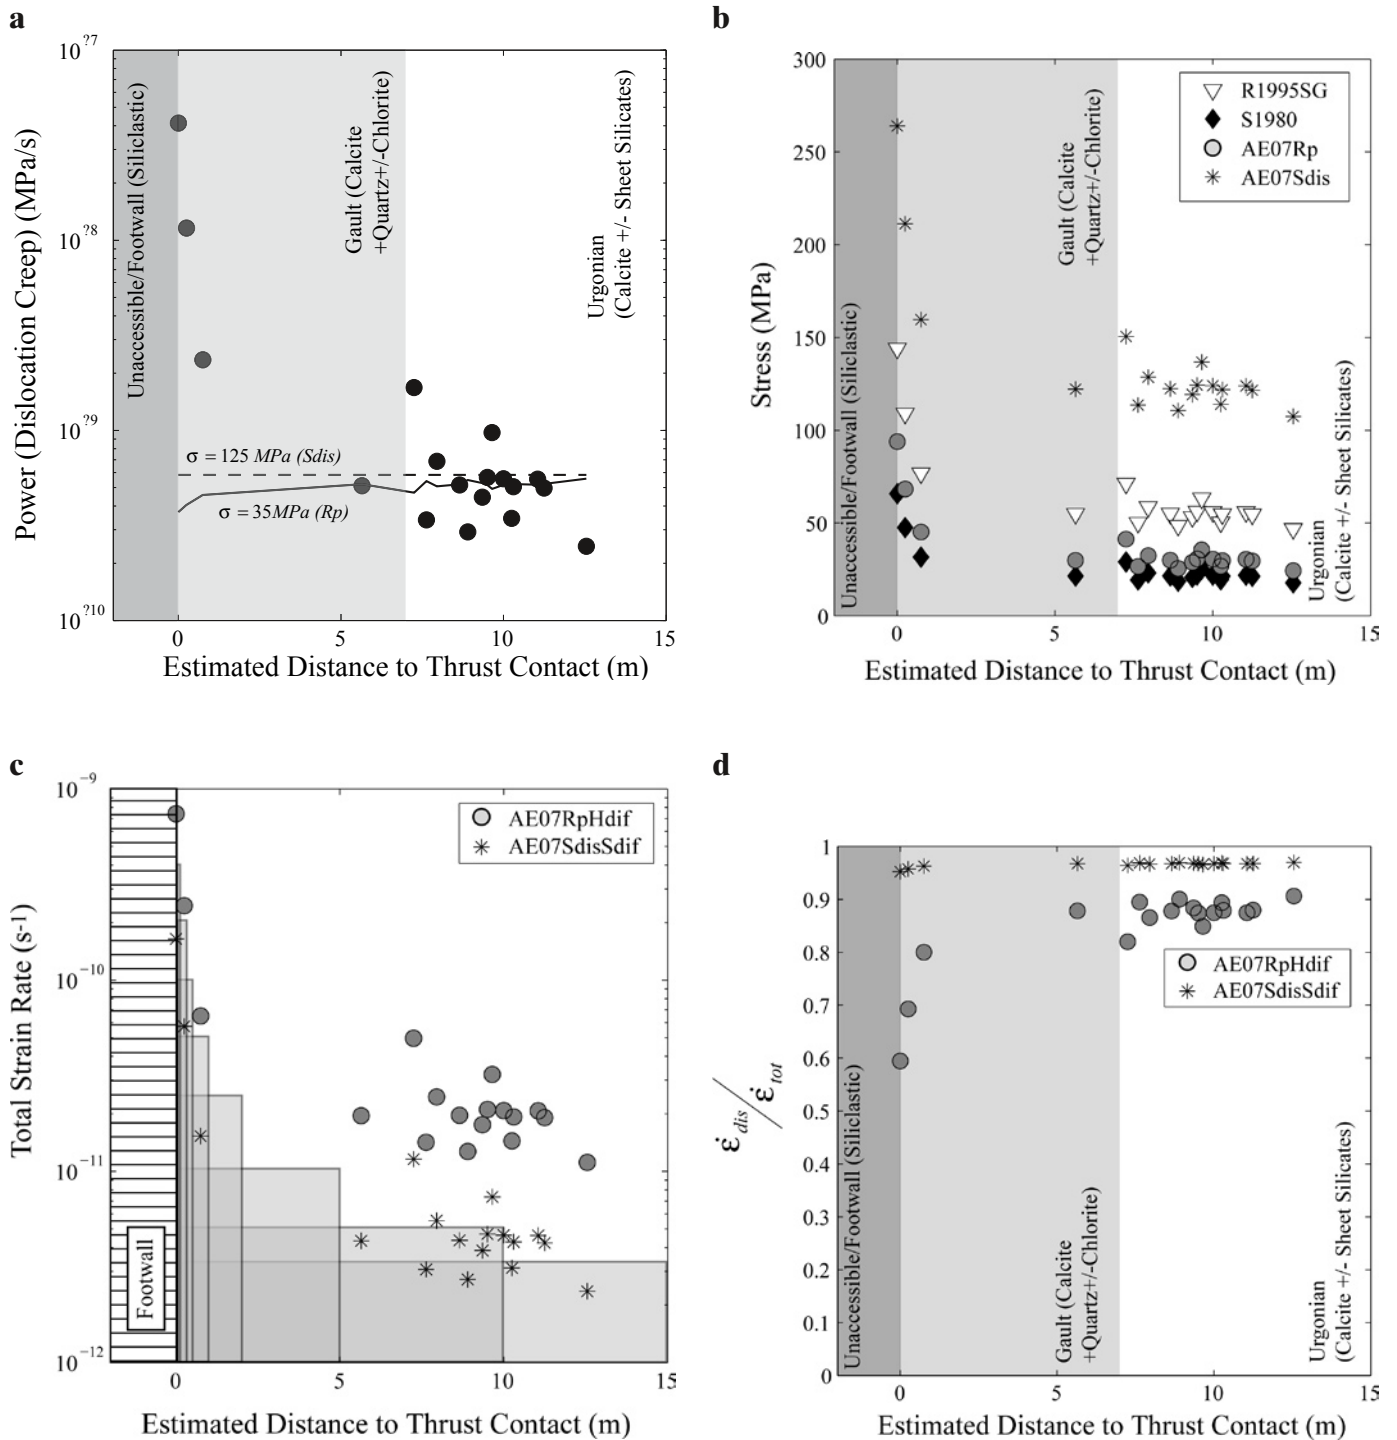 a
10?7
10?8
10?9
10?10
Power (Dislocation Creep) (MPa/s)
Unaccessible/Footwall (Siliclastic)
Gault (Calcite
+Quartz+/-Chlorite)
Urgonian
(Calcite +/- Sheet Silicates)
σ = 125 MPa (Sdis)
σ = 35MPa (Rp)
0 5 10 15
Estimated Distance to Thrust Contact (m)
b
300
250
200
150
100
50
0
Stress (MPa)
Unaccessible/Footwall (Siliclastic)
Gault (Calcite
+Quartz+/-Chlorite)
Urgonian
(Calcite +/- Sheet Silicates)
R1995SG
S1980
AE07Rp
AE07Sdis
0 5 10 15
Estimated Distance to Thrust Contact (m)
c
10−9
10−10
10−11
10−12
Total Strain Rate (s-1)
Footwall
AE07RpHdif
AE07SdisSdif
0 5 10 15
Estimated Distance to Thrust Contact (m)
d
1
0.9
0.8
0.7
0.6
0.5
0.4
0.3
0.2
0.1
0
ε̇dis/ε̇tot
Unaccessible/Footwall (Siliclastic)
Gault (Calcite
+Quartz+/-Chlorite)
Urgonian
(Calcite +/- Sheet Silicates)
AE07RpHdif
AE07SdisSdif
0 5 10 15
Estimated Distance to Thrust Contact (m)